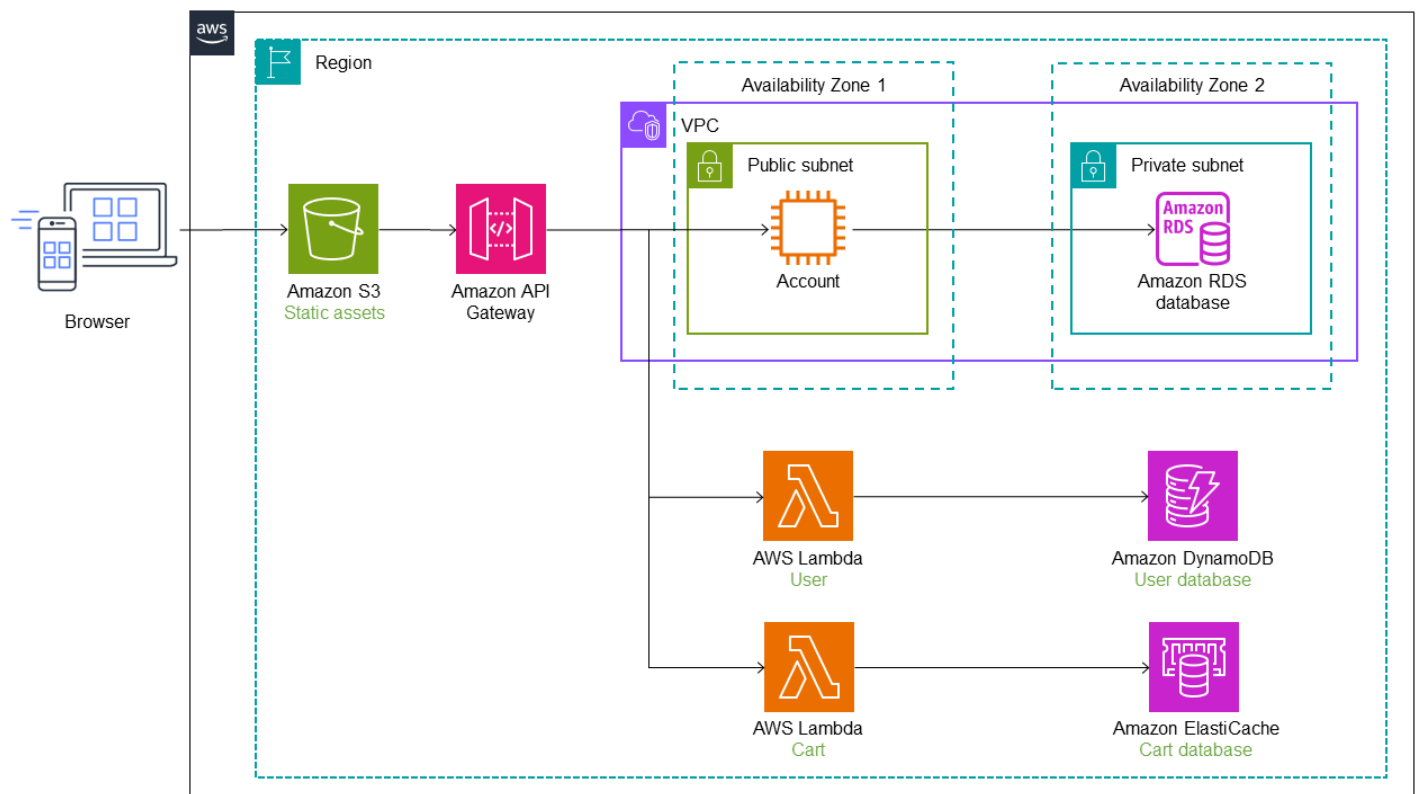 aws
Region
Availability Zone 1
Availability Zone 2
VPC
Public subnet
Private subnet
Amazon
RDS
</>
Account
Amazon RDS
database
Amazon S3
Static assets
Amazon API
Gateway
Browser
AWS Lambda
User
Amazon DynamoDB
User database
AWS Lambda
Cart
Amazon ElastiCache
Cart database